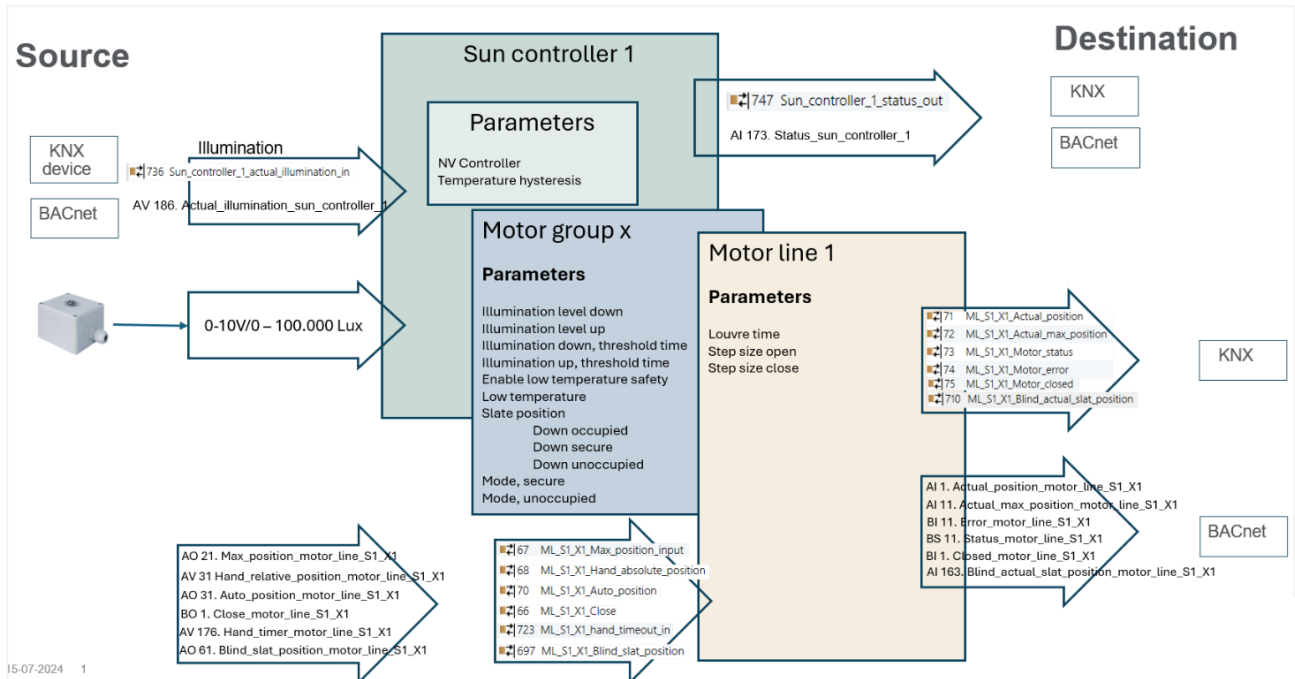 Source
Destination
Sun controller 1
KNX
BACnet
747 Sun_controller_1_status_out
AI 173. Status_sun_controller_1
Parameters
NV Controller
Temperature hysteresis
KNX
device
BACnet
Illumination
736 Sun_controller_1_actual_illumination_in
AV 186. Actual_illumination_sun_controller_1
0-10V/0 – 100.000 Lux
Motor group x
Parameters
Illumination level down
Illumination level up
Illumination down, threshold time
Illumination up, threshold time
Enable low temperature safety
Low temperature
Slate position
Down occupied
Down secure
Down unoccupied
Mode, secure
Mode, unoccupied
Motor line 1
Parameters
Louvre time
Step size open
Step size close
71 ML_S1_X1_Actual_position
72 ML_S1_X1_Actual_max_position
73 ML_S1_X1_Motor_status
74 ML_S1_X1_Motor_error
75 ML_S1_X1_Motor_closed
710 ML_S1_X1_Blind_actual_slat_position
KNX
AI 1. Actual_position_motor_line_S1_X1
AI 11. Actual_max_position_motor_line_S1_X1
BI 11. Error_motor_line_S1_X1
BS 11. Status_motor_line_S1_X1
BI 1. Closed_motor_line_S1_X1
AI 163. Blind_actual_slat_position_motor_line_S1_X1
BACnet
AO 21. Max_position_motor_line_S1_X1
AV 31 Hand_relative_position_motor_line_S1_X1
AO 31. Auto_position_motor_line_S1_X1
BO 1. Close_motor_line_S1_X1
AV 176. Hand_timer_motor_line_S1_X1
AO 61. Blind_slat_position_motor_line_S1_X1
67 ML_S1_X1_Max_position_input
68 ML_S1_X1_Hand_absolute_position
70 ML_S1_X1_Auto_position
66 ML_S1_X1_Close
723 ML_S1_X1_hand_timeout_in
697 ML_S1_X1_Blind_slat_position
15-07-2024 1